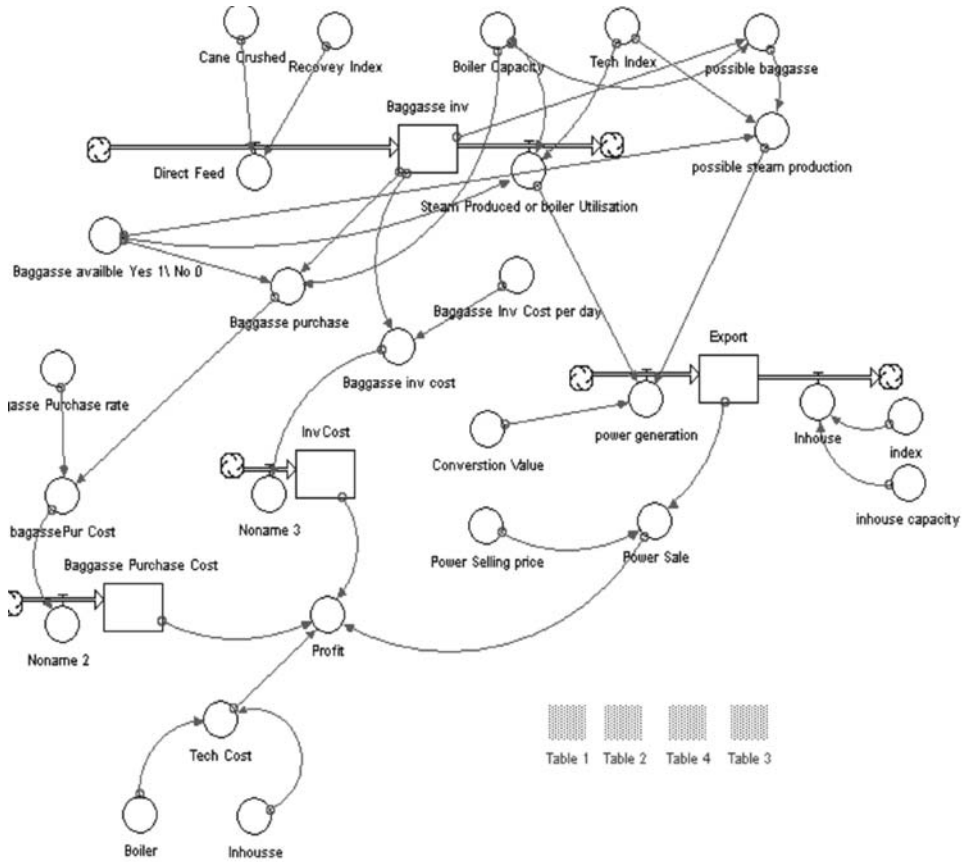 Cane Crushed
Recovey Index
Boiler Capacity
Tech Index
possible baggasse
Baggasse inv
Direct Feed
possible steam production
Steam Produced or boiler Utilisation
Baggasse availble Yes 1\ No 0
Baggasse purchase
Baggasse Inv Cost per day
Export
Baggasse inv cost
gasse Purchase rate
Inv Cost
Converstion Value
power generation
Inhouse
index
bagassePur Cost
Noname 3
inhouse capacity
Power Selling price
Power Sale
Baggasse Purchase Cost
Noname 2
Profit
Tech Cost
Table 1
Table 2
Table 4
Table 3
Boiler
Inhousse